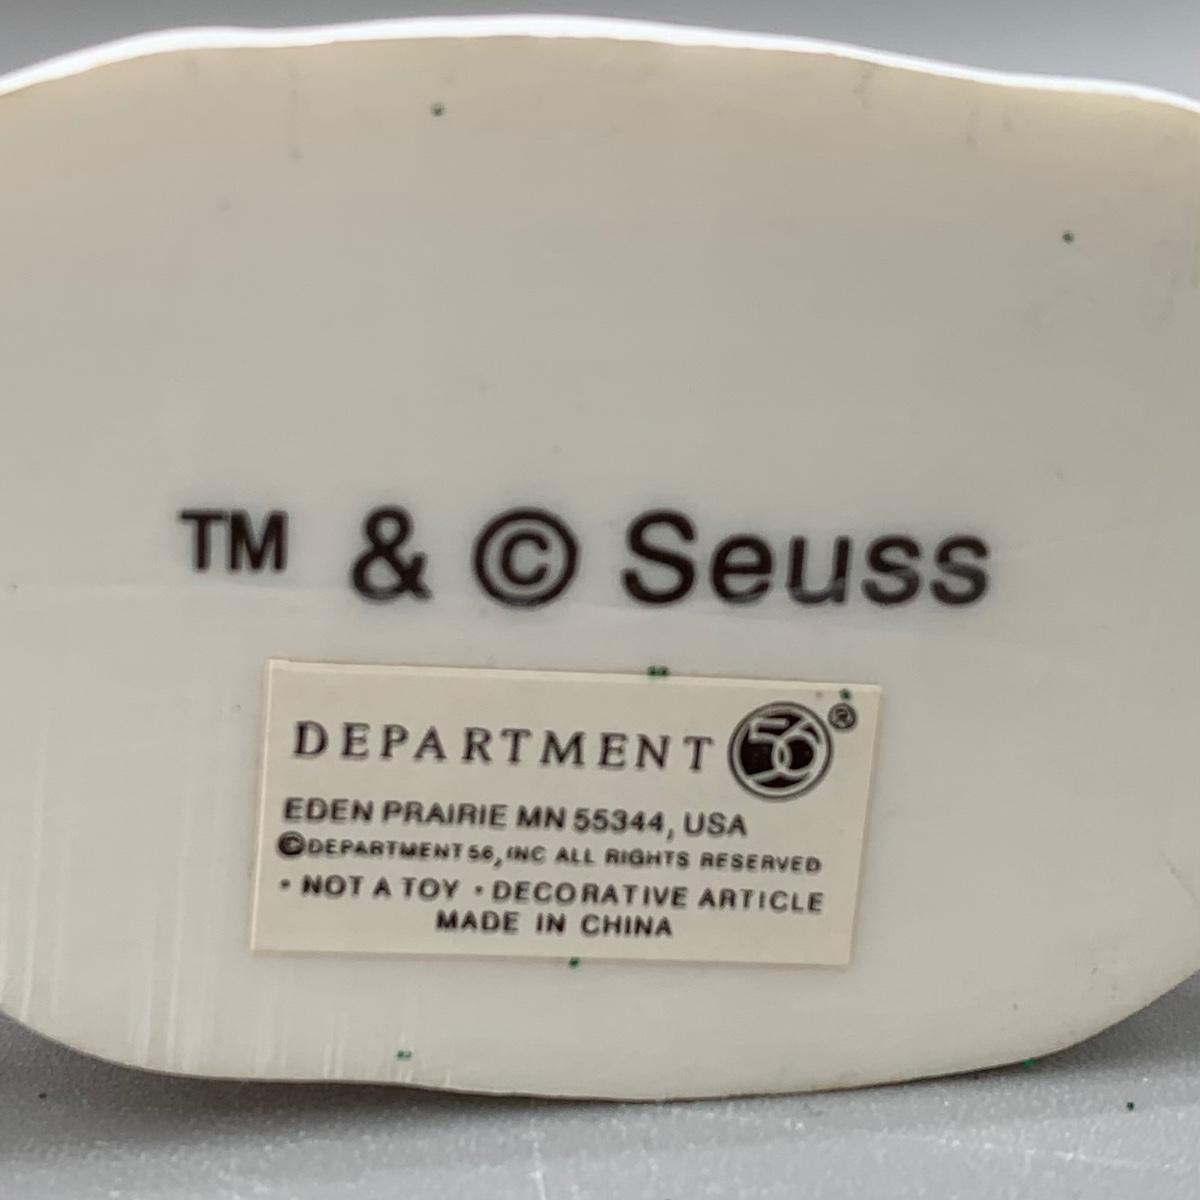 TM & © Seuss
DEPARTMENT 56®
EDEN PRAIRIE MN 55344, USA
©DEPARTMENT 56, INC ALL RIGHTS RESERVED
• NOT A TOY • DECORATIVE ARTICLE
MADE IN CHINA